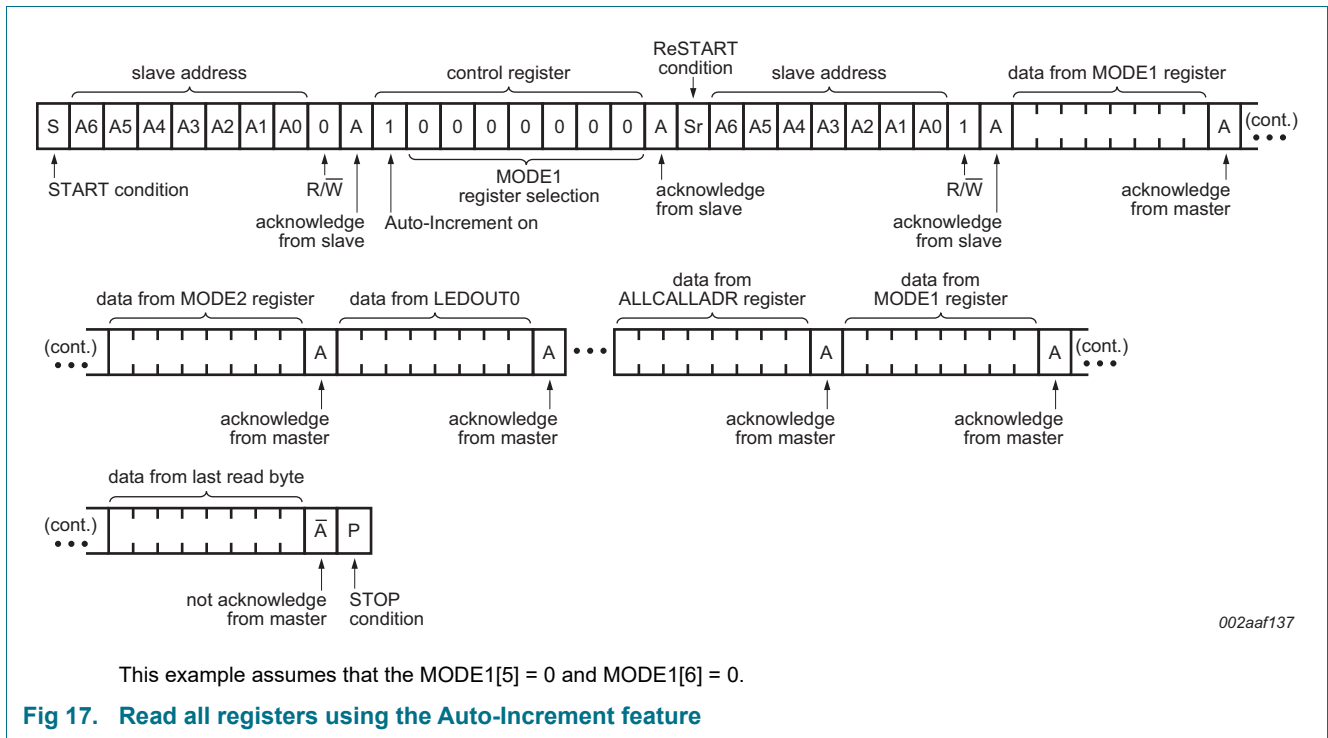 ReSTART
condition
slave address
control register
slave address
data from MODE1 register
S A6 A5 A4 A3 A2 A1 A0 0 A 1 0 0 0 0 0 0 0 A Sr A6 A5 A4 A3 A2 A1 A0 1 A A (cont.)
START condition
R/W̅
acknowledge
from slave
Auto-Increment on
MODE1
register selection
acknowledge
from slave
R/W̅
acknowledge
from slave
acknowledge
from master
data from MODE2 register
data from LEDOUT0
data from
ALLCALLADR register
data from
MODE1 register
(cont.) A A A A (cont.)
acknowledge
from master
acknowledge
from master
acknowledge
from master
acknowledge
from master
data from last read byte
(cont.) A̅ P
not acknowledge
from master
STOP
condition
002aaf137
This example assumes that the MODE1[5] = 0 and MODE1[6] = 0.
Fig 17. Read all registers using the Auto-Increment feature